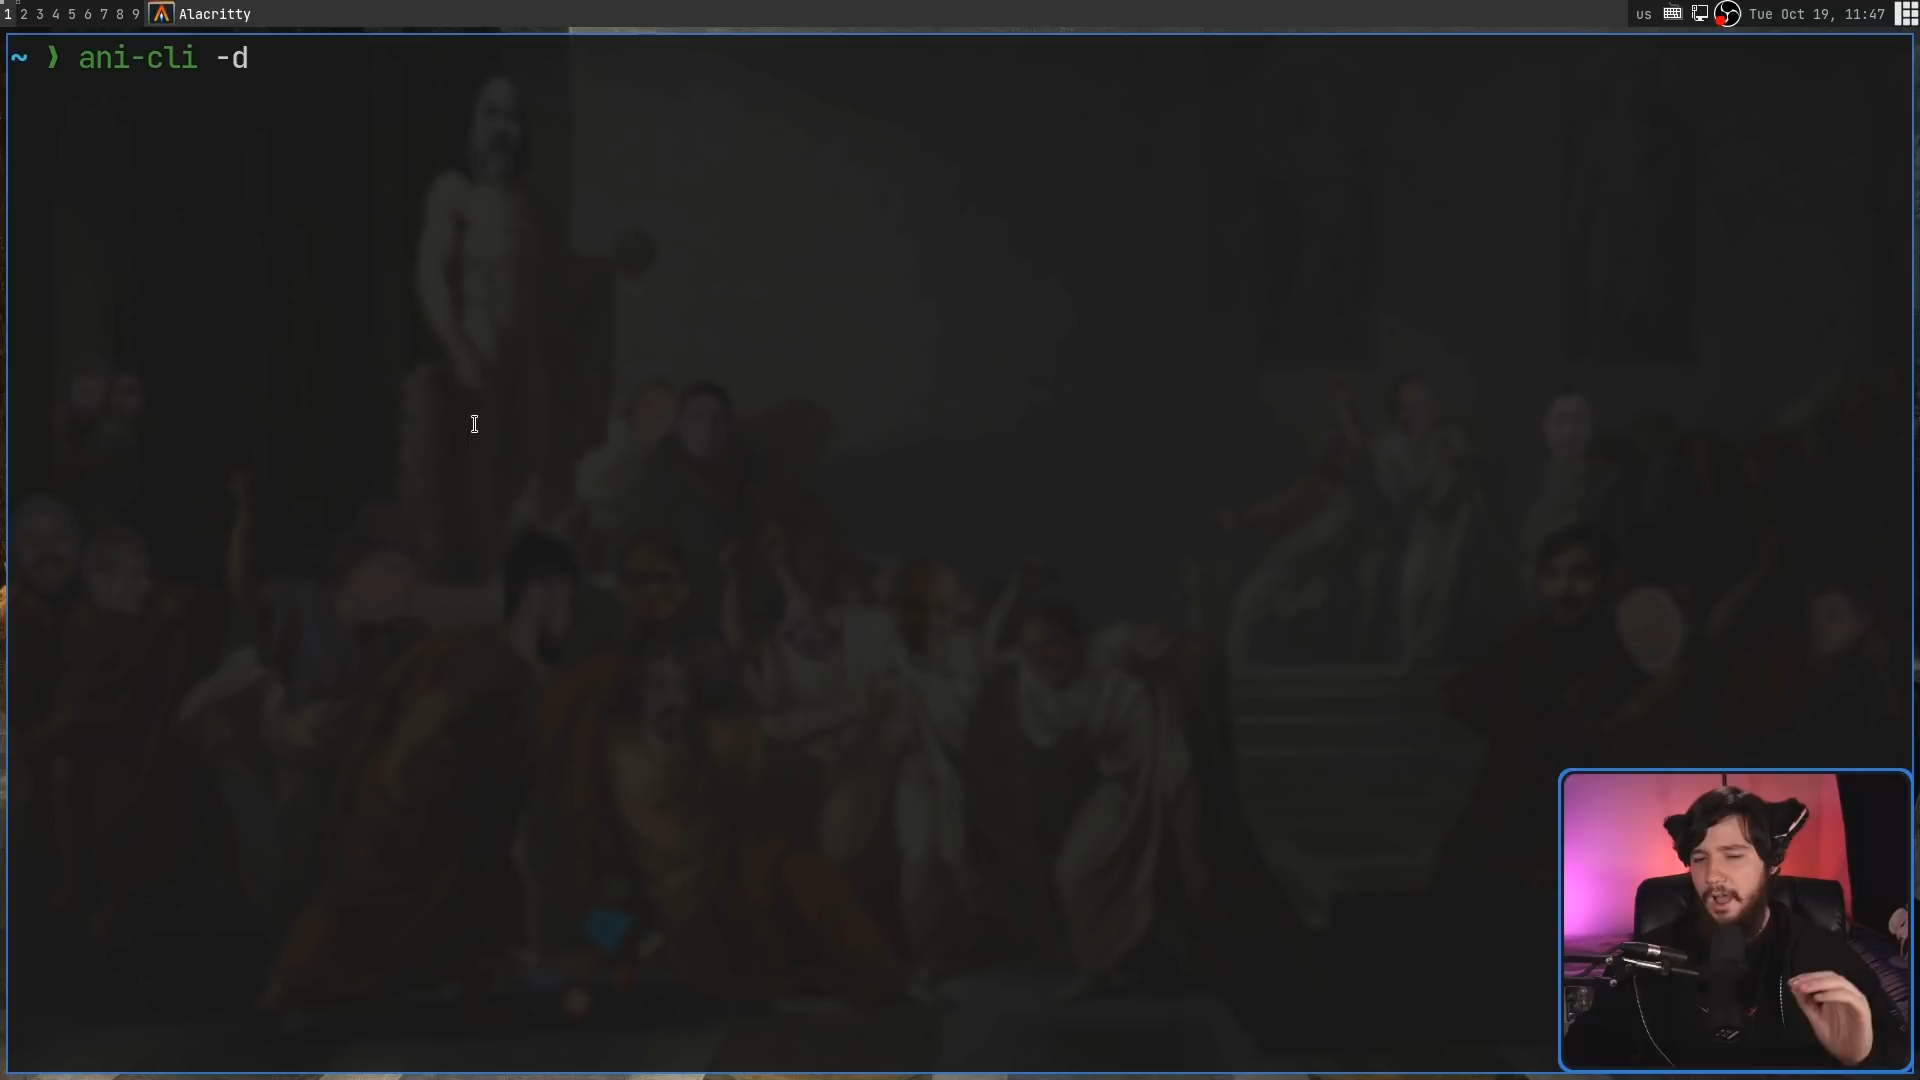 1 2 3 4 5 6 7 8 9 Alacritty us Tue Oct 19, 11:47
~ ❯ ani-cli -d